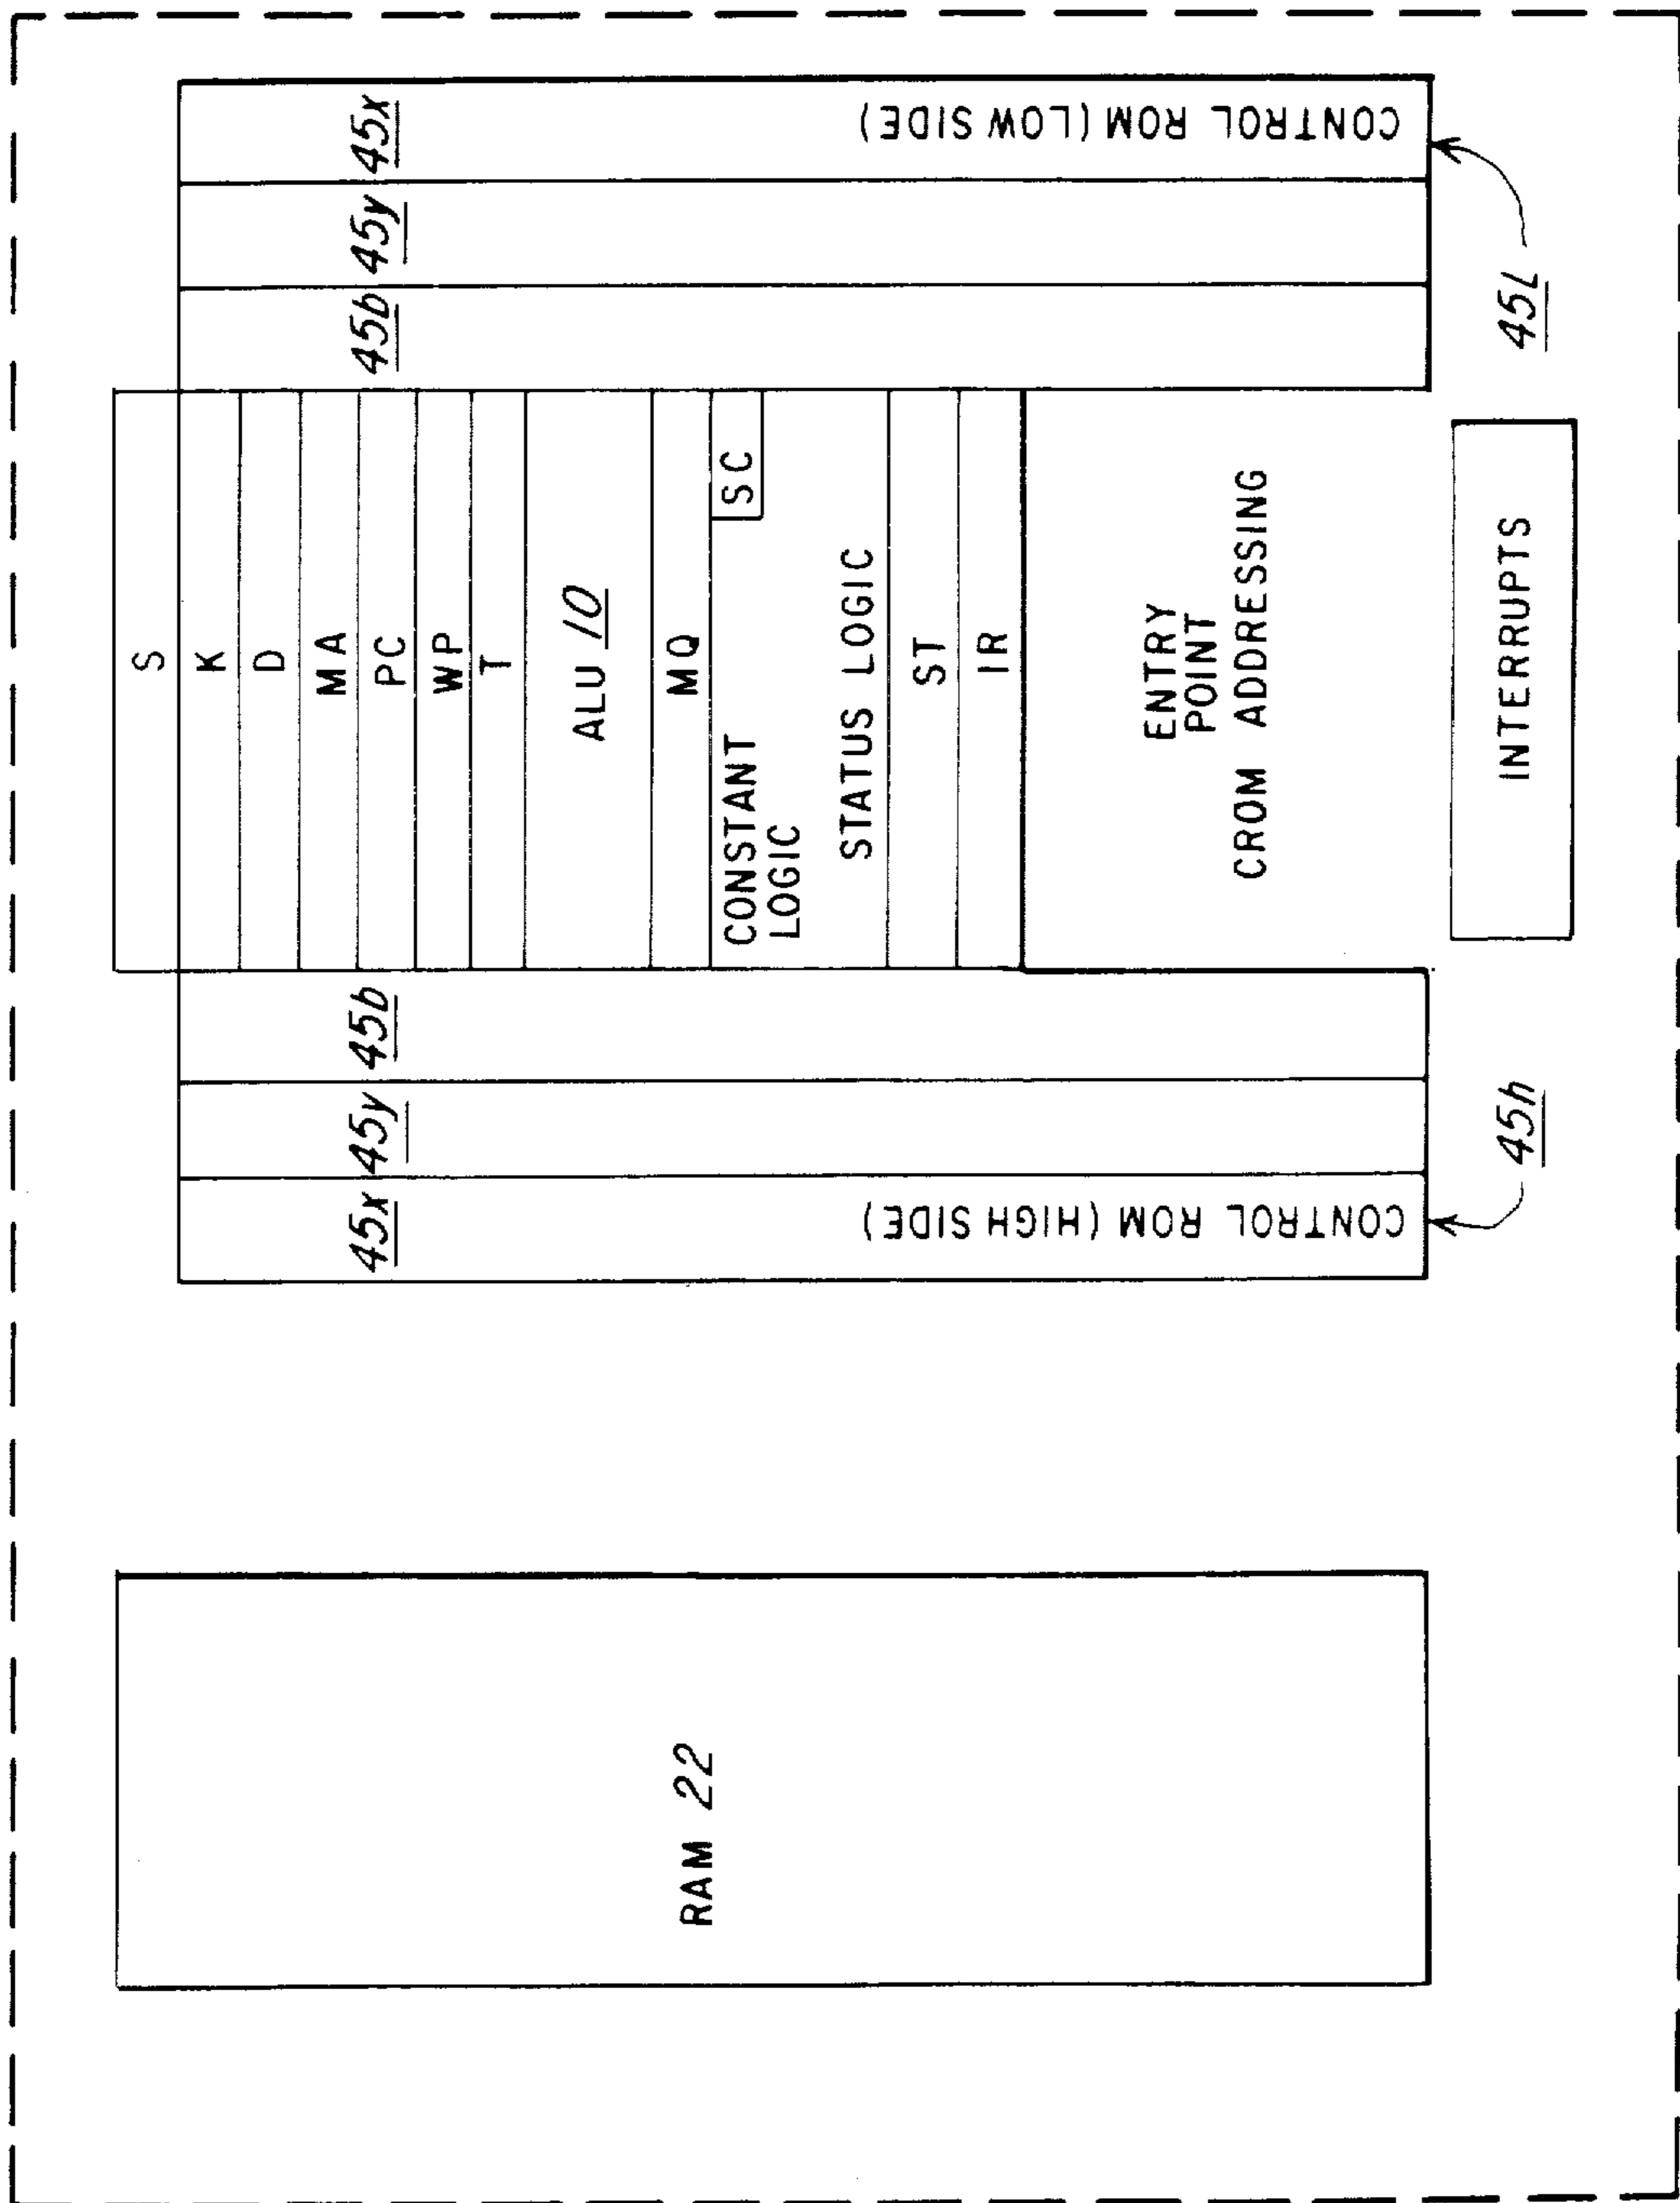 RAM 22
45x
45y
45b
CONTROL ROM (HIGH SIDE)
45h
S
K
D
MA
PC
WP
T
ALU 10
MQ
CONSTANT
LOGIC
SC
STATUS LOGIC
ST
IR
ENTRY
POINT
CROM ADDRESSING
INTERRUPTS
45b
45y
45x
CONTROL ROM (LOW SIDE)
45L